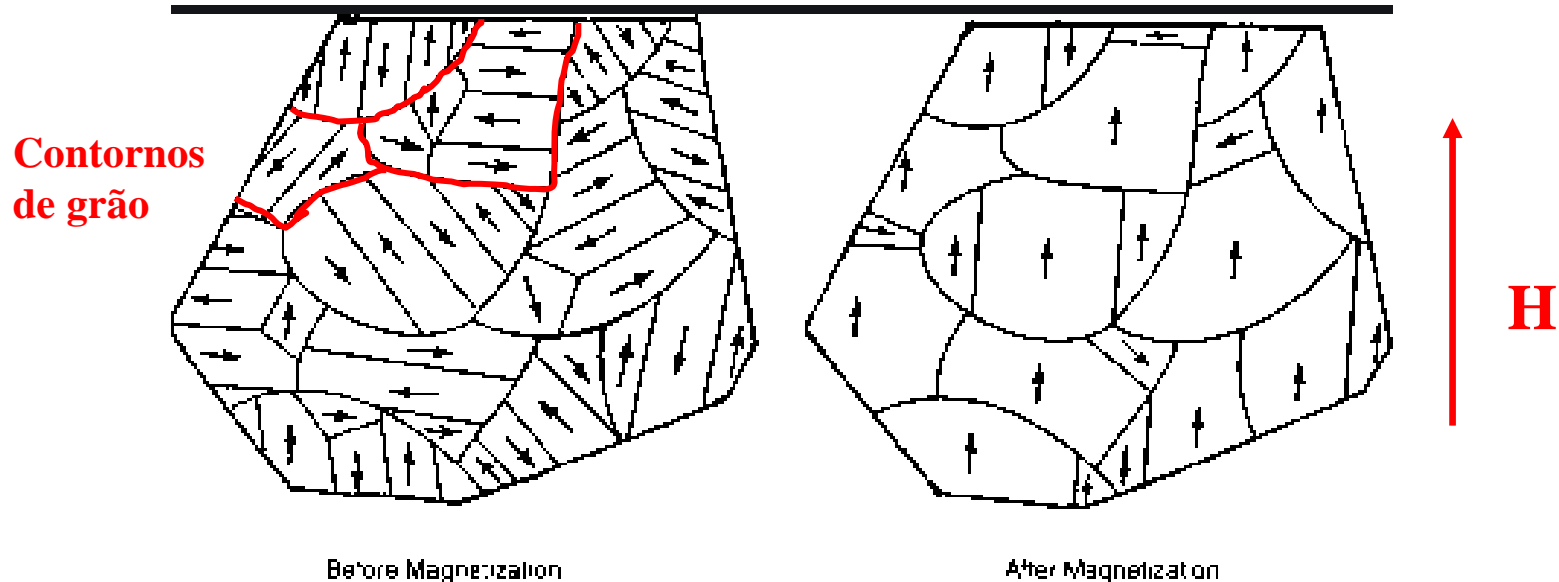 Contornos
de grão
H
Before Magnetization
After Magnetization